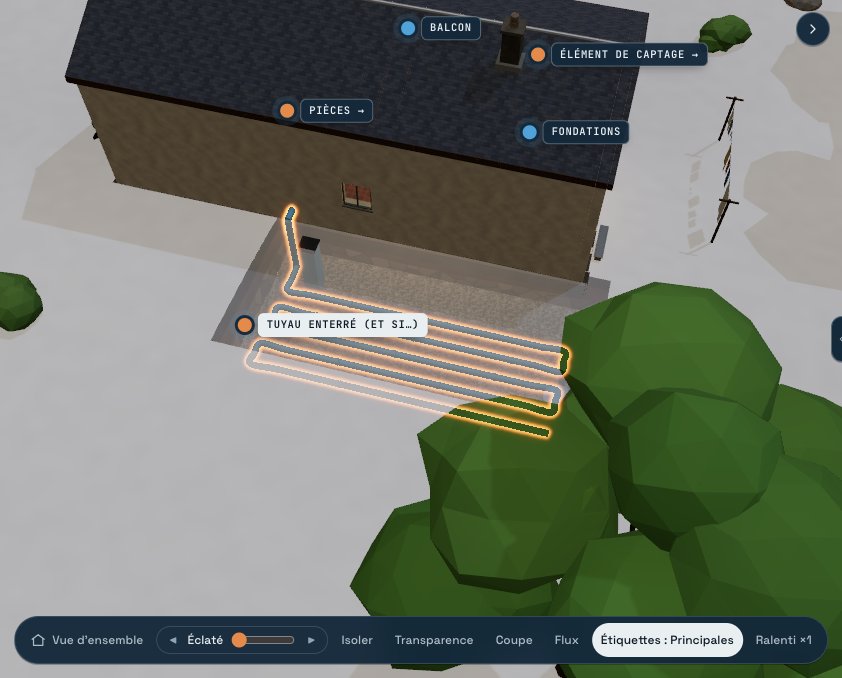 BALCON
ÉLÉMENT DE CAPTAGE →
PIÈCES →
FONDATIONS
TUYAU ENTERRÉ (ET SI…)
Vue d'ensemble ◄ Éclaté ► Isoler Transparence Coupe Flux Étiquettes : Principales Ralenti ×1